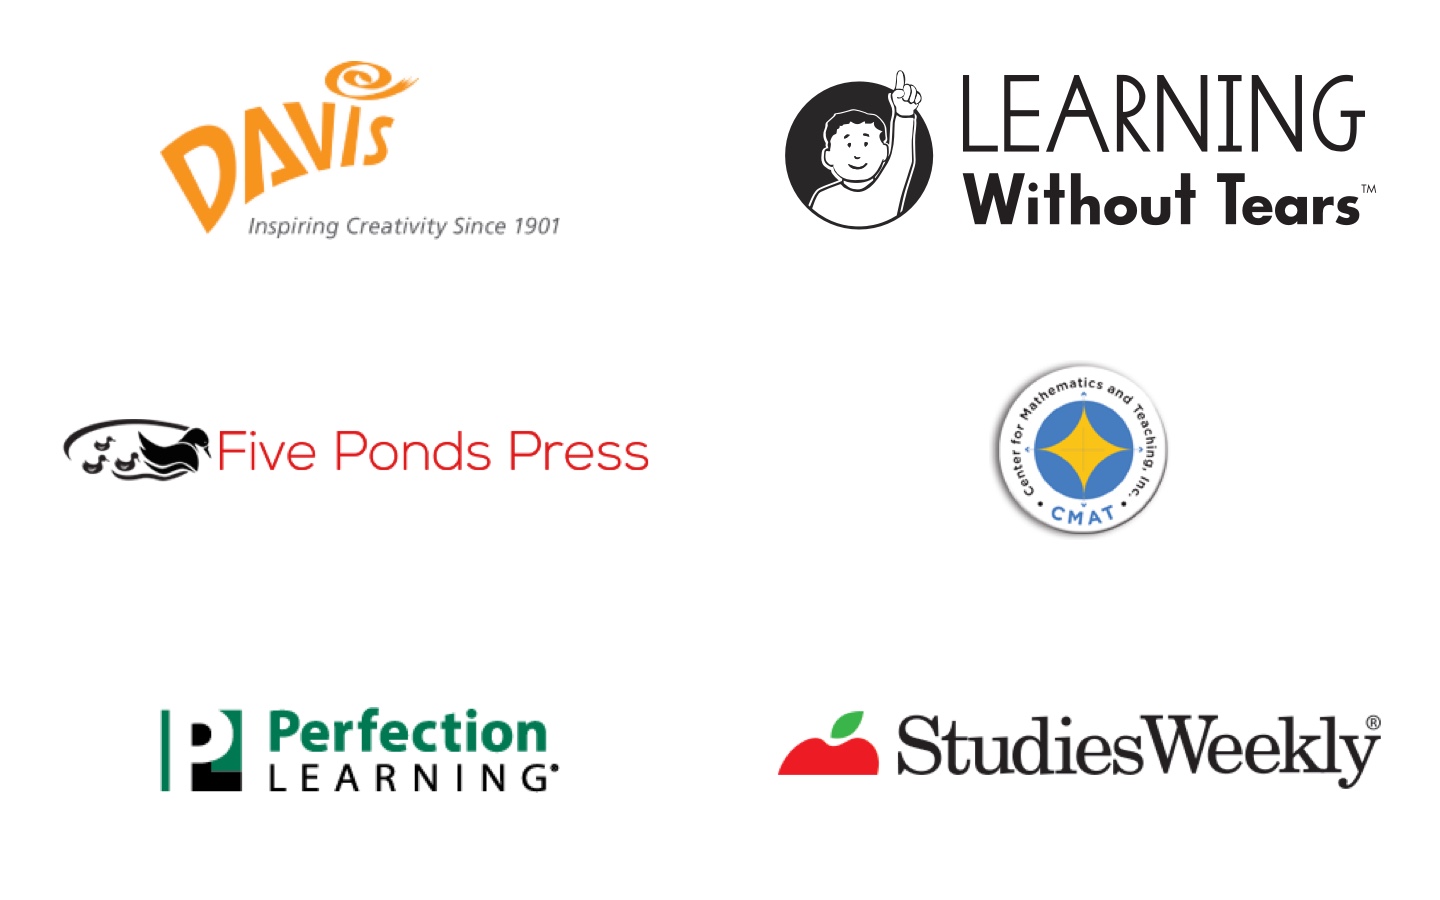 DAVIS
Inspiring Creativity Since 1901
LEARNING
Without Tears™
Five Ponds Press
• Center for Mathematics and Teaching, Inc. •
CMAT
PL
Perfection
LEARNING
StudiesWeekly®